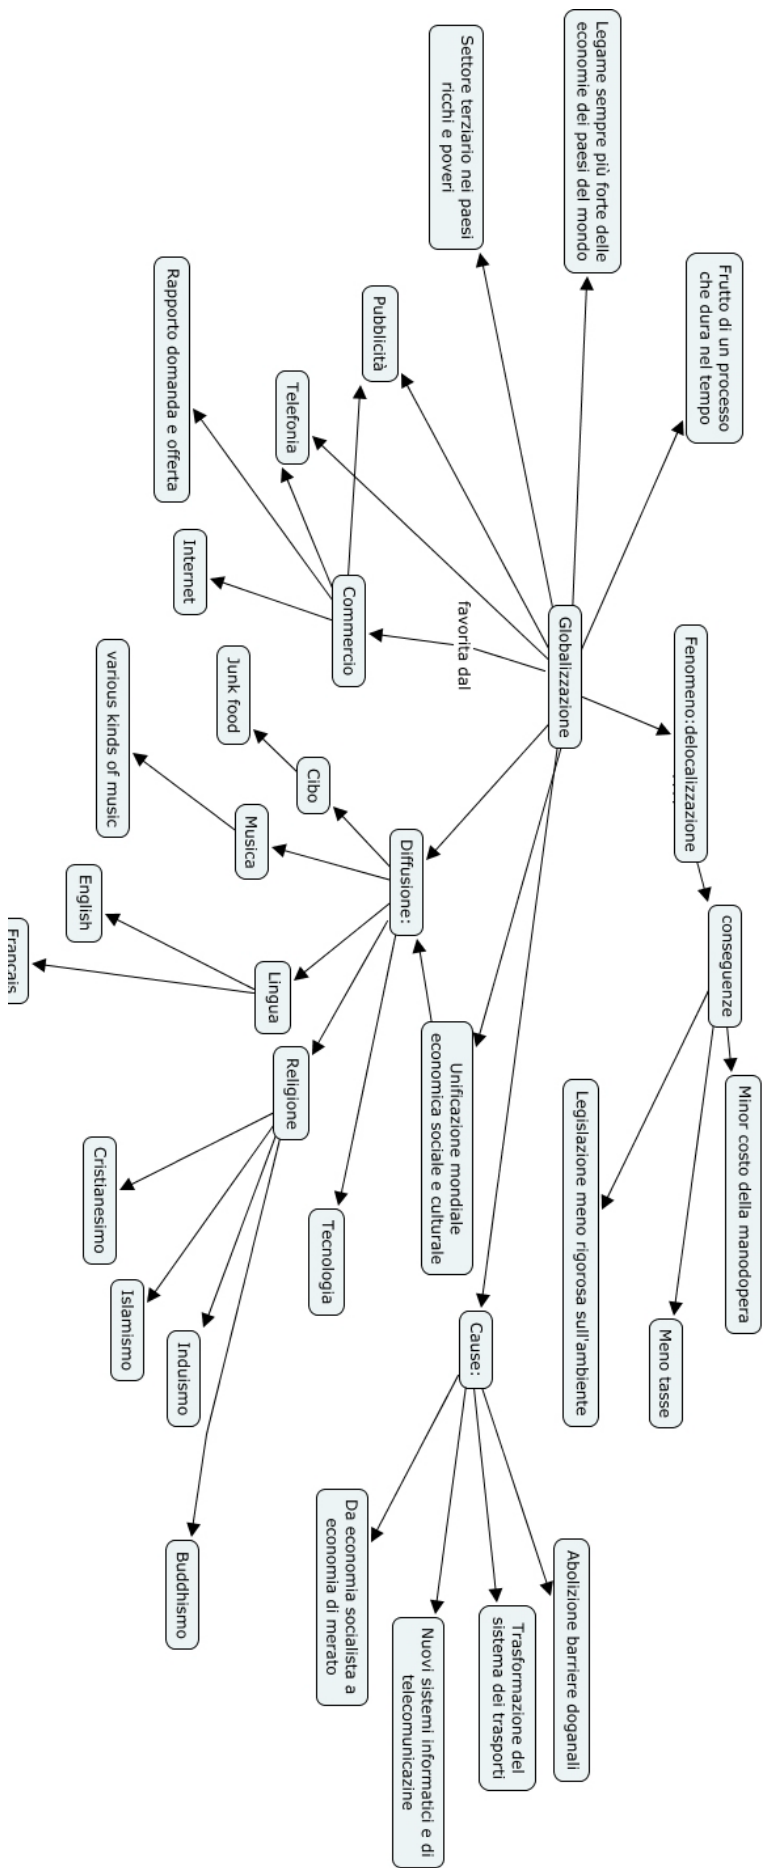 Frutto di un processo
che dura nel tempo
Fenomeno:delocalizzazione
conseguenze
Minor costo della manodopera
Meno tasse
Legislazione meno rigorosa sull'ambiente
Legame sempre più forte delle
economie dei paesi del mondo
Settore terziario nei paesi
ricchi e poveri
Globalizzazione
favorita dal
Commercio
Pubblicità
Telefonia
Rapporto domanda e offerta
Internet
Unificazione mondiale
economica sociale e culturale
Diffusione:
Cibo
Junk food
Musica
various kinds of music
Lingua
English
Francais
Religione
Cristianesimo
Islamismo
Induismo
Buddhismo
Tecnologia
Cause:
Abolizione barriere doganali
Trasformazione del
sistema dei trasporti
Nuovi sistemi informatici e di
telecomunicazine
Da economia socialista a
economia di merato